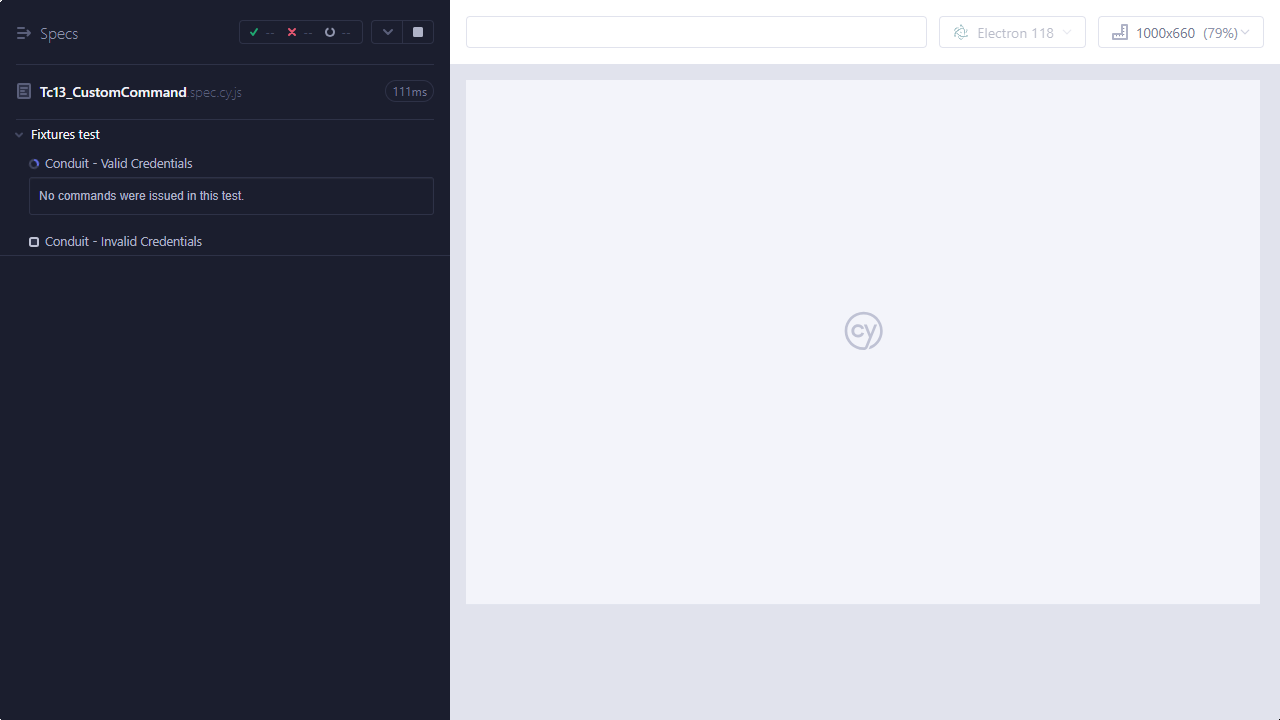 Specs -- -- --
Electron 118 1000x660 (79%)
Tc13_CustomCommand.spec.cy.js 111ms
Fixtures test
Conduit - Valid Credentials
No commands were issued in this test.
Conduit - Invalid Credentials
cy